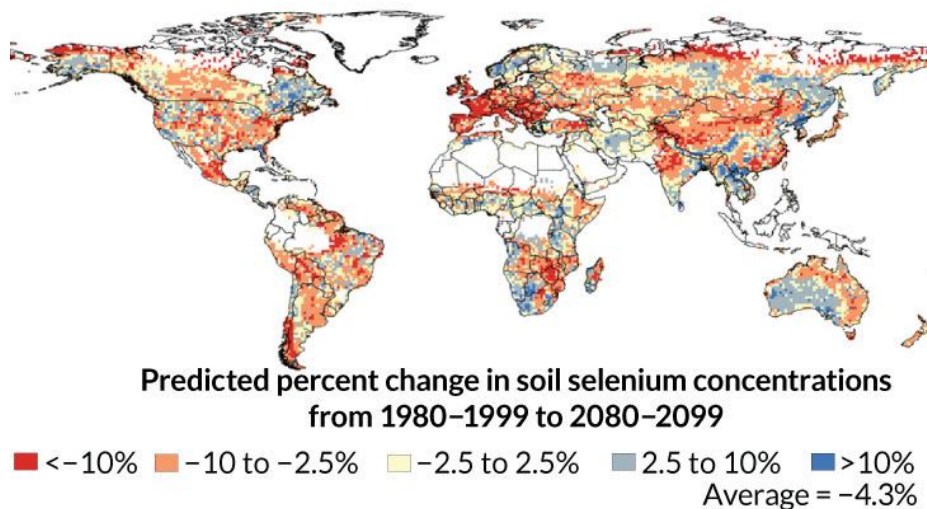 Predicted percent change in soil selenium concentrations
from 1980–1999 to 2080–2099
<–10% –10 to –2.5% –2.5 to 2.5% 2.5 to 10% >10%
Average = –4.3%